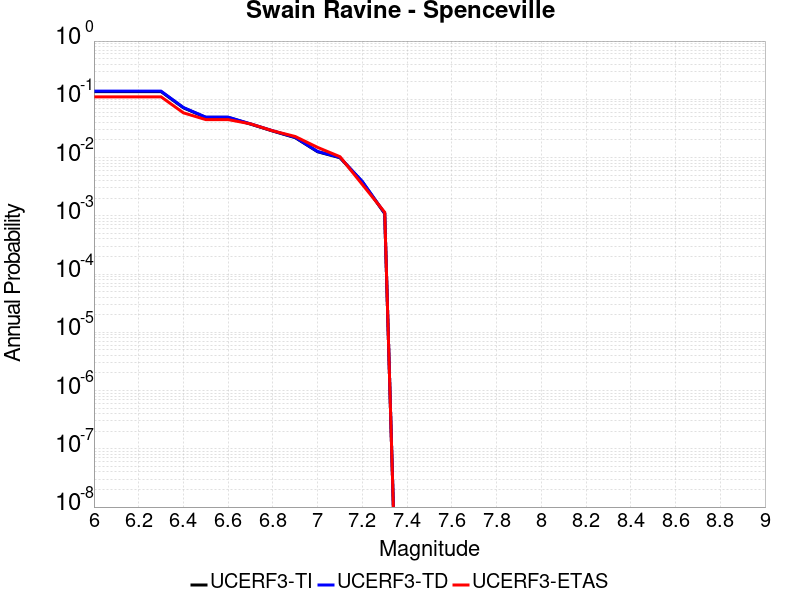 Swain Ravine - Spenceville
10^0
10^-1
10^-2
10^-3
10^-4
10^-5
10^-6
10^-7
10^-8
Annual Probability
6 6.2 6.4 6.6 6.8 7 7.2 7.4 7.6 7.8 8 8.2 8.4 8.6 8.8 9
Magnitude
UCERF3-TI UCERF3-TD UCERF3-ETAS